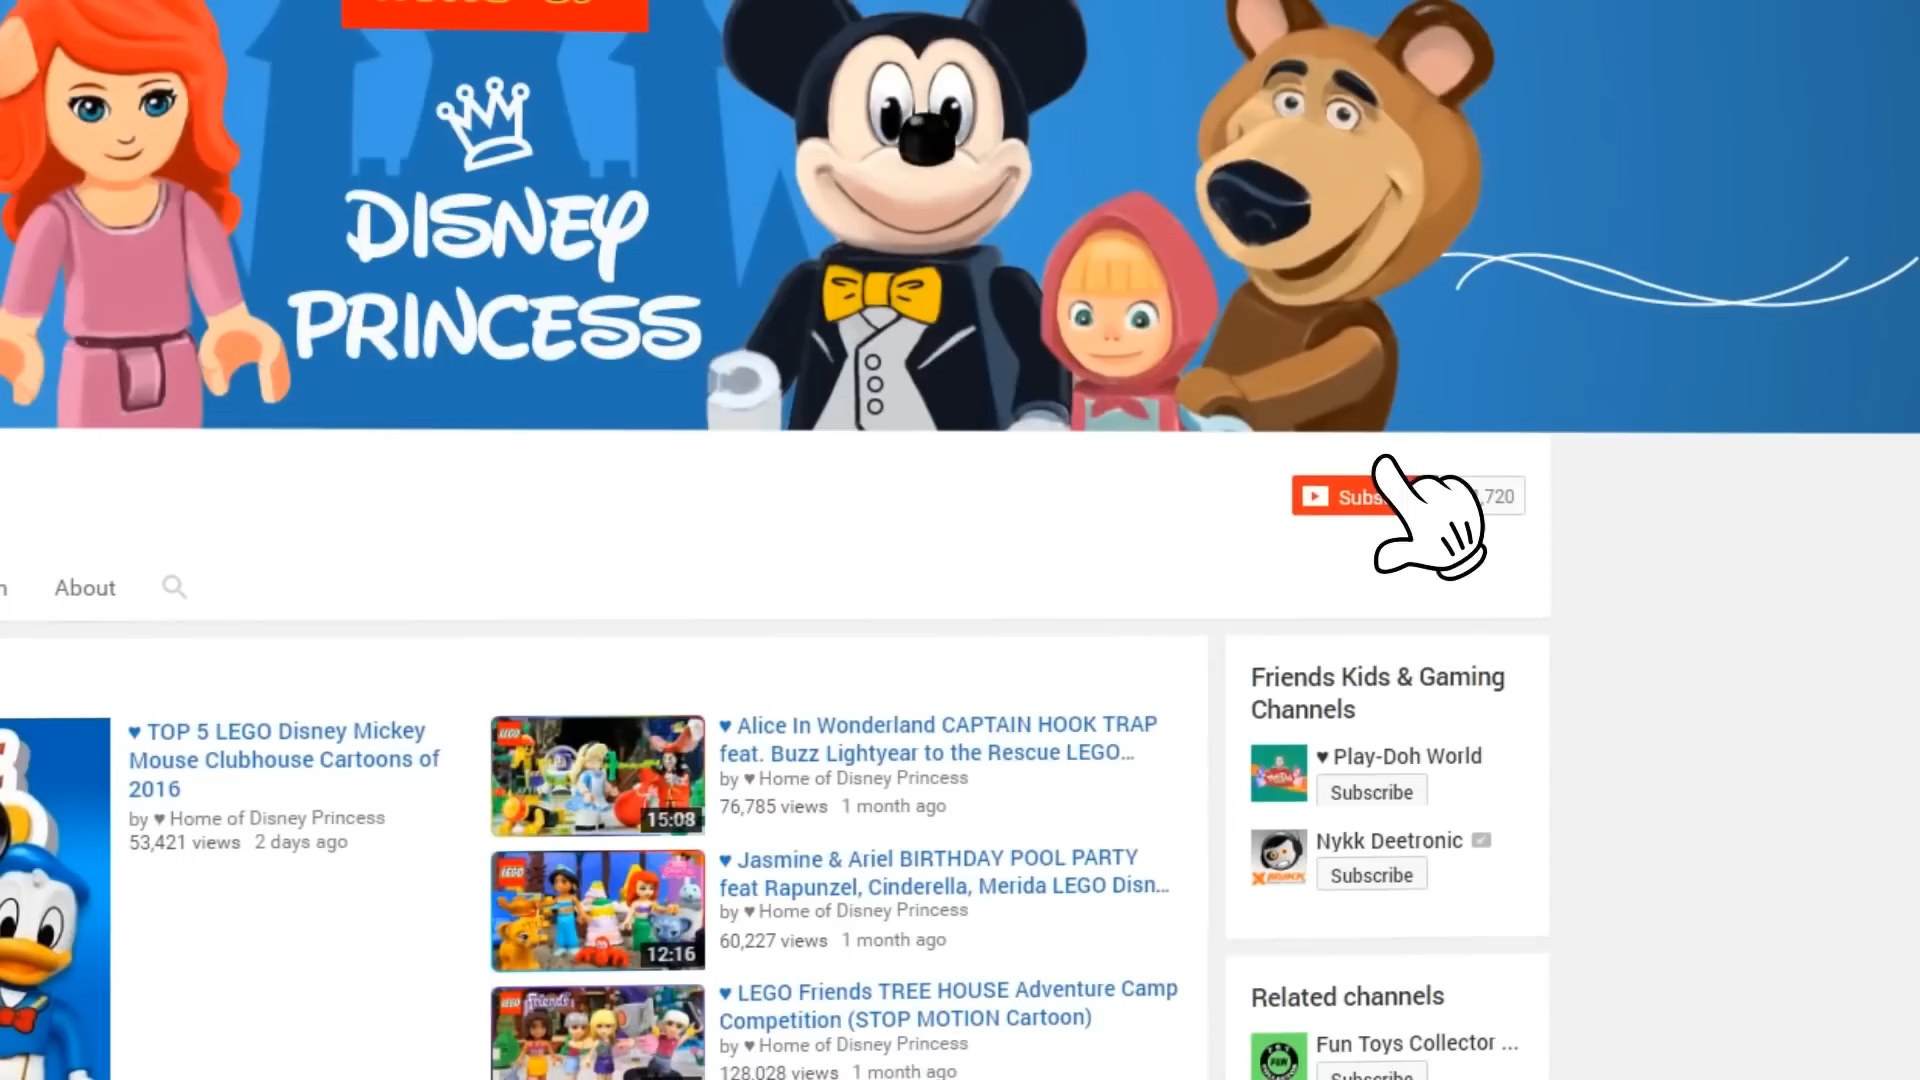 DISNEY
PRINCESS
,720
About
♥ TOP 5 LEGO Disney Mickey
Mouse Clubhouse Cartoons of
2016
by ♥ Home of Disney Princess
53,421 views 2 days ago
LEGO
15:08
♥ Alice In Wonderland CAPTAIN HOOK TRAP
feat. Buzz Lightyear to the Rescue LEGO...
by ♥ Home of Disney Princess
76,785 views 1 month ago
LEGO
12:16
♥ Jasmine & Ariel BIRTHDAY POOL PARTY
feat Rapunzel, Cinderella, Merida LEGO Disn...
by ♥ Home of Disney Princess
60,227 views 1 month ago
LEGO Friends
♥ LEGO Friends TREE HOUSE Adventure Camp
Competition (STOP MOTION Cartoon)
by ♥ Home of Disney Princess
128,028 views 1 month ago
Friends Kids & Gaming
Channels
♥ Play-Doh World
Subscribe
Nykk Deetronic
Subscribe
Related channels
Fun Toys Collector ...
Subscribe